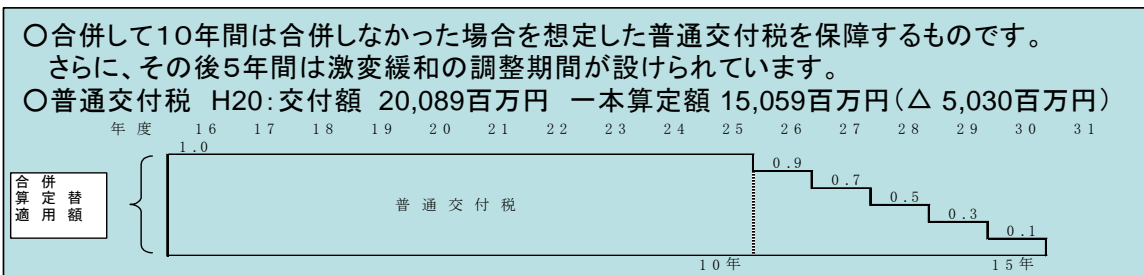 〇合併して１０年間は合併しなかった場合を想定した普通交付税を保障するものです。
さらに、その後５年間は激変緩和の調整期間が設けられています。
〇普通交付税　H20：交付額　20,089百万円　一本算定額 15,059百万円（△ 5,030百万円）
年度 16 17 18 19 20 21 22 23 24 25 26 27 28 29 30 31
1.0
0.9
0.7
0.5
0.3
0.1
合併
算定替
適用額
普通交付税
10年
15年